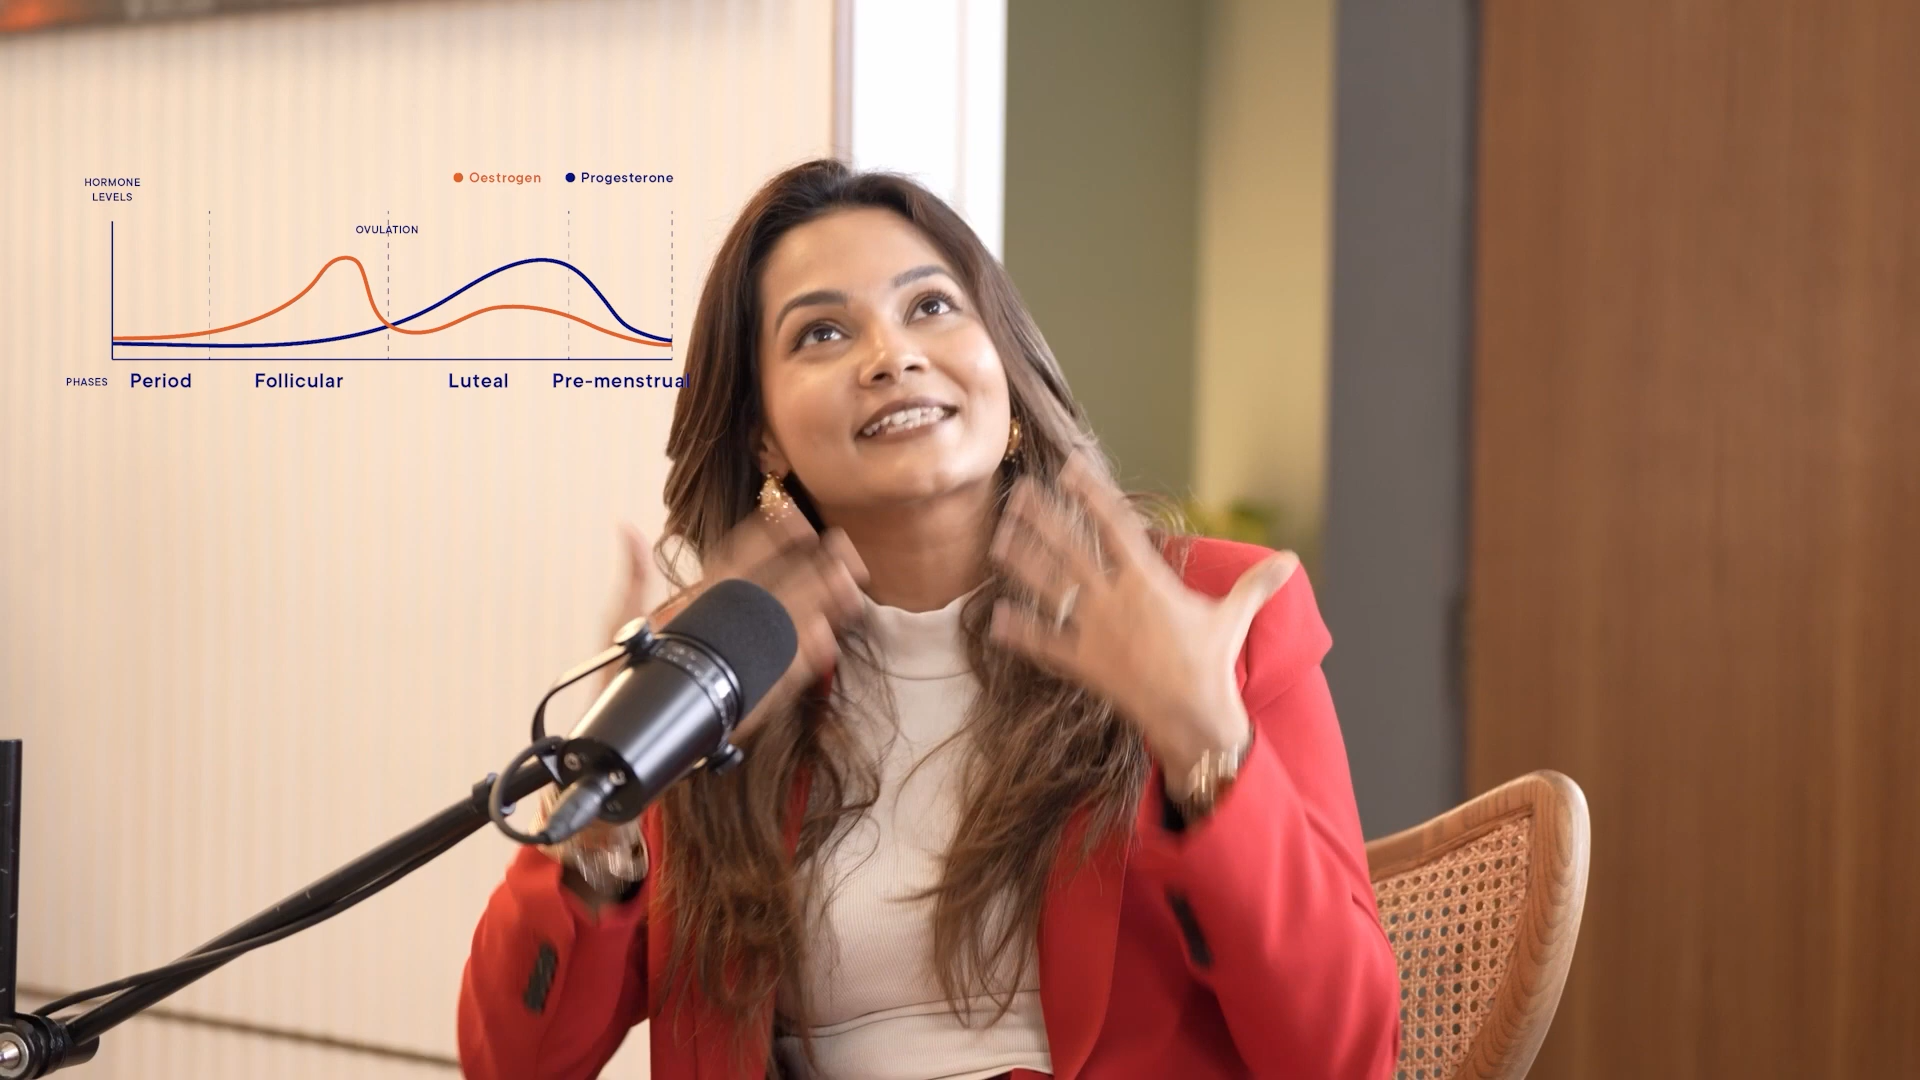 HORMONE
LEVELS
Oestrogen
Progesterone
OVULATION
PHASES
Period
Follicular
Luteal
Pre-menstrual